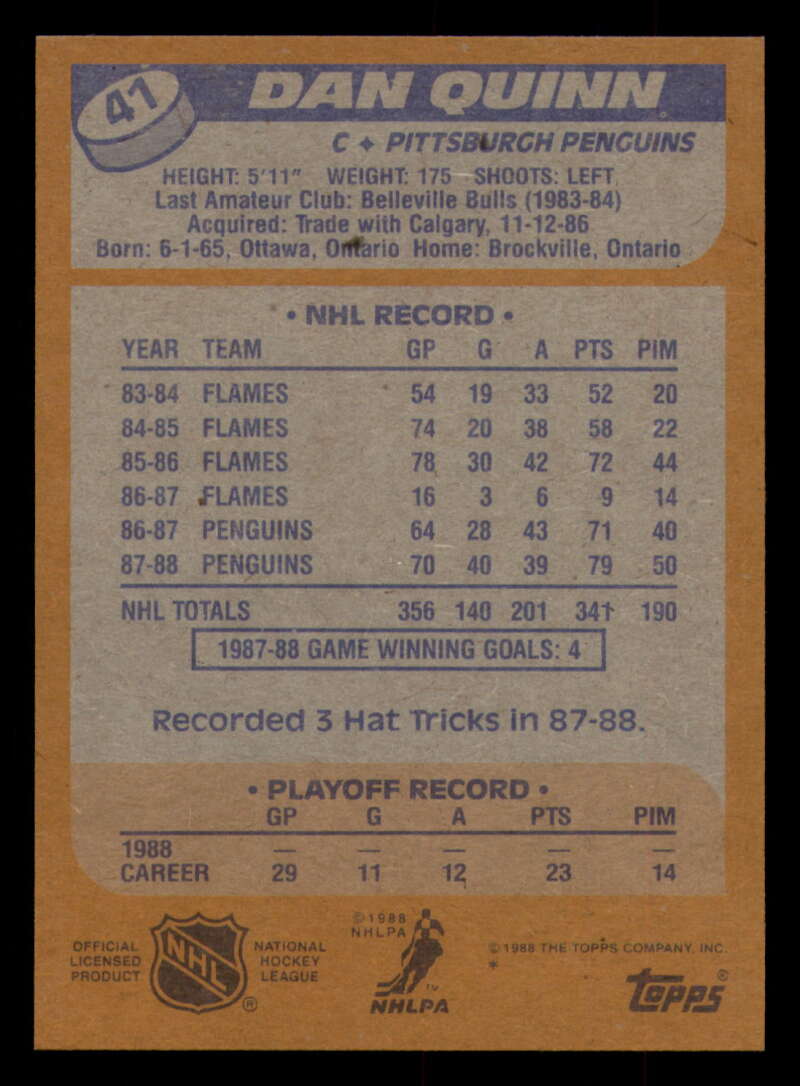 41
DAN QUINN
C ✦ PITTSBURGH PENGUINS
HEIGHT: 5'11" WEIGHT: 175 SHOOTS: LEFT
Last Amateur Club: Belleville Bulls (1983-84)
Acquired: Trade with Calgary, 11-12-86
Born: 6-1-65, Ottawa, Ontario Home: Brockville, Ontario
• NHL RECORD •
YEAR TEAM GP G A PTS PIM
83-84 FLAMES 54 19 33 52 20
84-85 FLAMES 74 20 38 58 22
85-86 FLAMES 78 30 42 72 44
86-87 FLAMES 16 3 6 9 14
86-87 PENGUINS 64 28 43 71 40
87-88 PENGUINS 70 40 39 79 50
NHL TOTALS 356 140 201 341 190
1987-88 GAME WINNING GOALS: 4
Recorded 3 Hat Tricks in 87-88.
• PLAYOFF RECORD •
GP G A PTS PIM
1988 — — — — —
CAREER 29 11 12 23 14
OFFICIAL LICENSED PRODUCT
NHL ®
NATIONAL HOCKEY LEAGUE
©1988 NHLPA
NHLPA
©1988 THE TOPPS COMPANY, INC.
*
Topps®